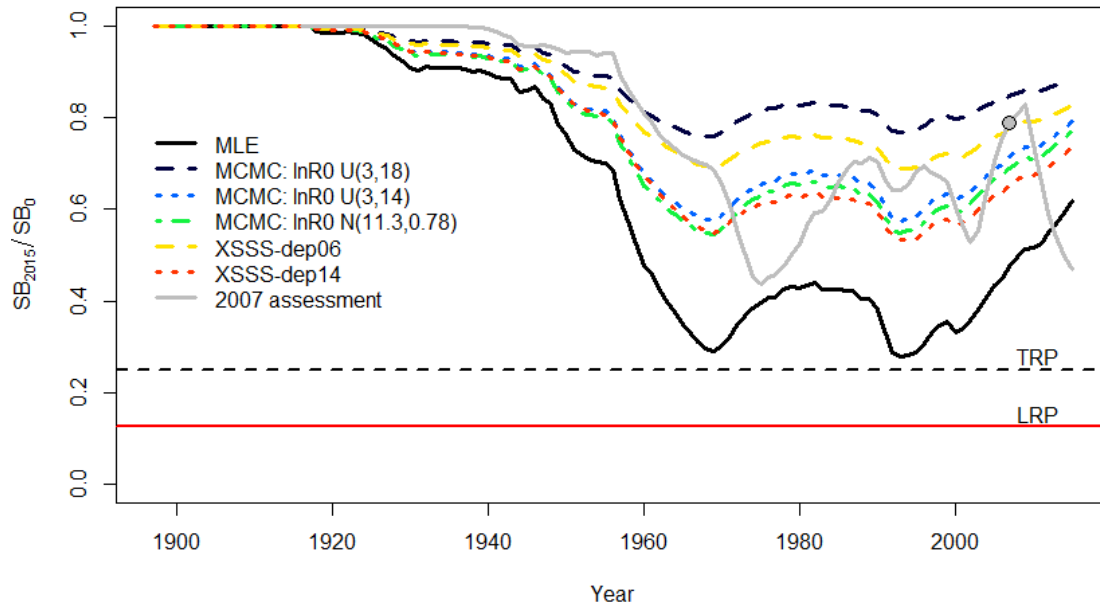 1.0
0.8
0.6
0.4
0.2
0.0
SB2015/ SB0
MLE
MCMC: lnR0 U(3,18)
MCMC: lnR0 U(3,14)
MCMC: lnR0 N(11.3,0.78)
XSSS-dep06
XSSS-dep14
2007 assessment
TRP
LRP
1900 1920 1940 1960 1980 2000
Year